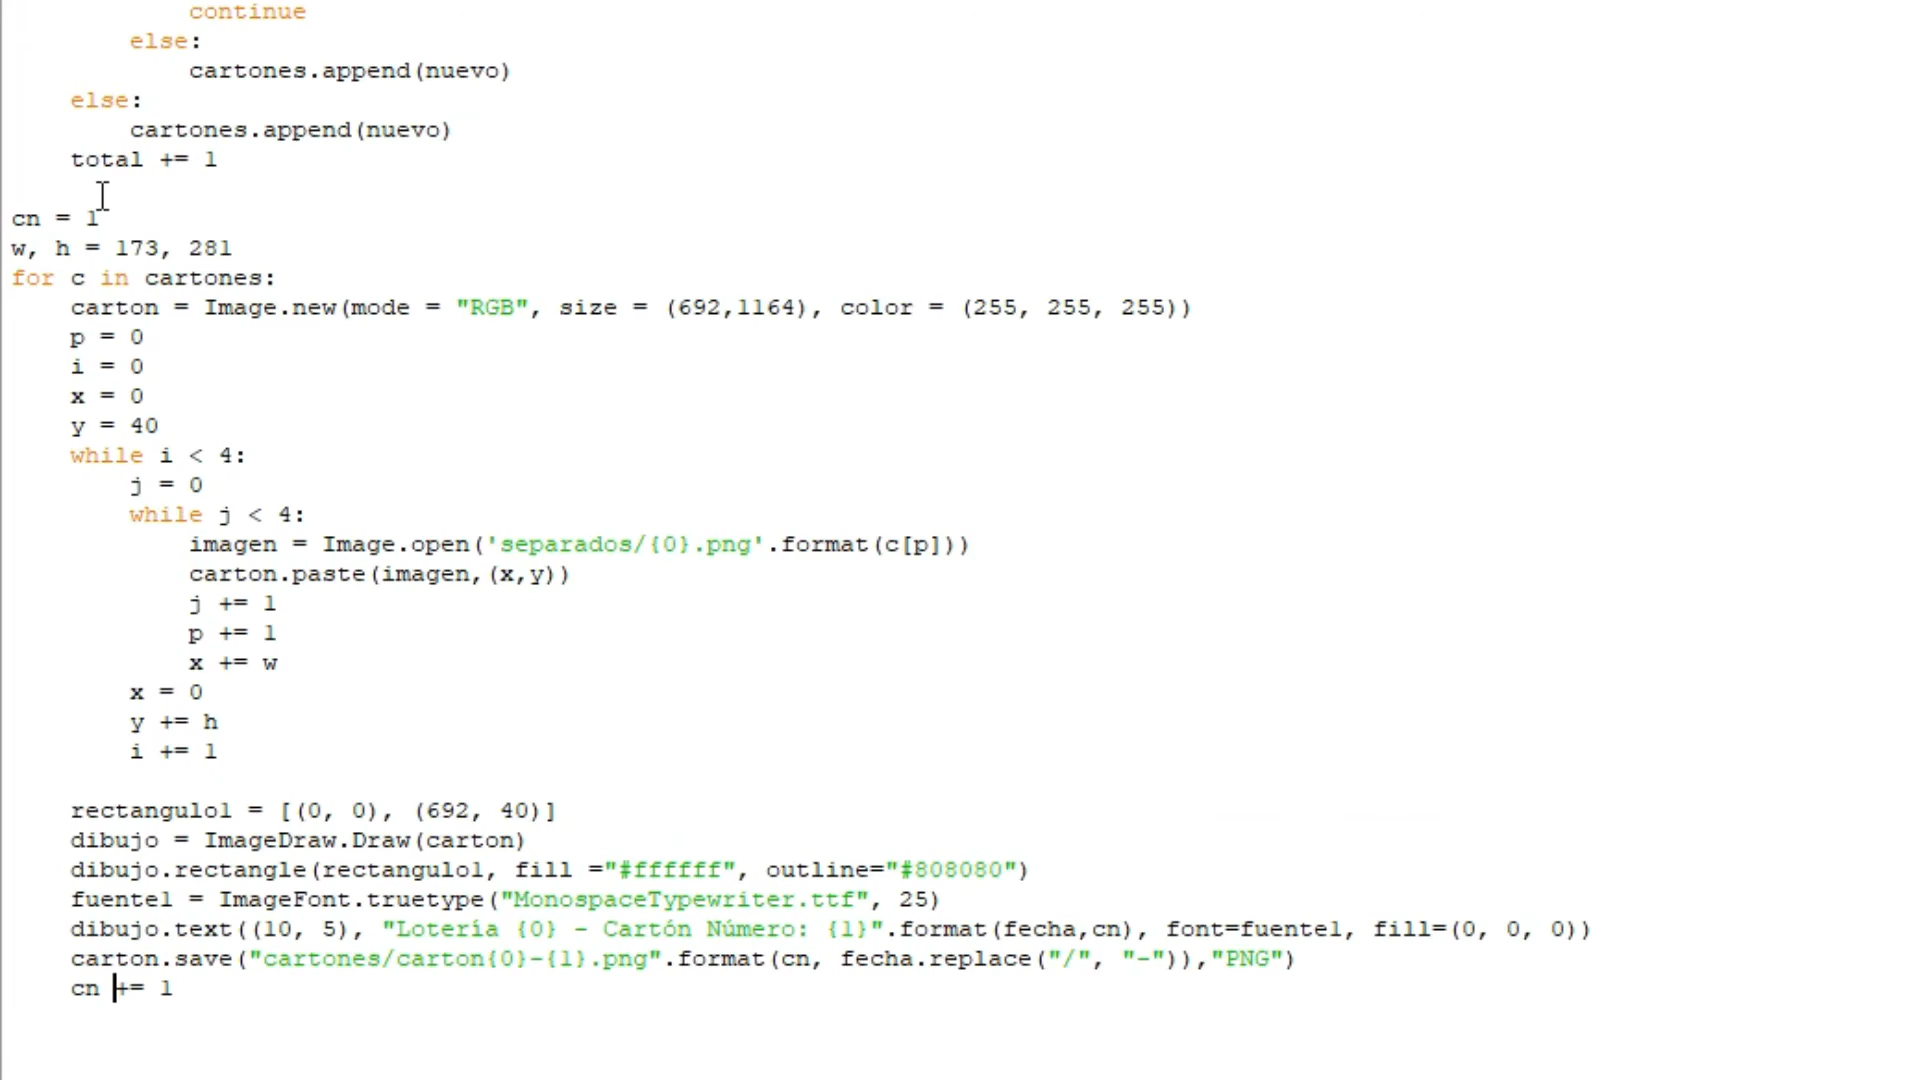 continue
        else:
            cartones.append(nuevo)
    else:
        cartones.append(nuevo)
    total += 1

cn = 1
w, h = 173, 281
for c in cartones:
    carton = Image.new(mode = "RGB", size = (692,1164), color = (255, 255, 255))
    p = 0
    i = 0
    x = 0
    y = 40
    while i < 4:
        j = 0
        while j < 4:
            imagen = Image.open('separados/{0}.png'.format(c[p]))
            carton.paste(imagen,(x,y))
            j += 1
            p += 1
            x += w
        x = 0
        y += h
        i += 1

    rectangulo1 = [(0, 0), (692, 40)]
    dibujo = ImageDraw.Draw(carton)
    dibujo.rectangle(rectangulo1, fill ="#ffffff", outline="#808080")
    fuente1 = ImageFont.truetype("MonospaceTypewriter.ttf", 25)
    dibujo.text((10, 5), "Lotería {0} - Cartón Número: {1}".format(fecha,cn), font=fuente1, fill=(0, 0, 0))
    carton.save("cartones/carton{0}-{1}.png".format(cn, fecha.replace("/", "-")),"PNG")
    cn += 1